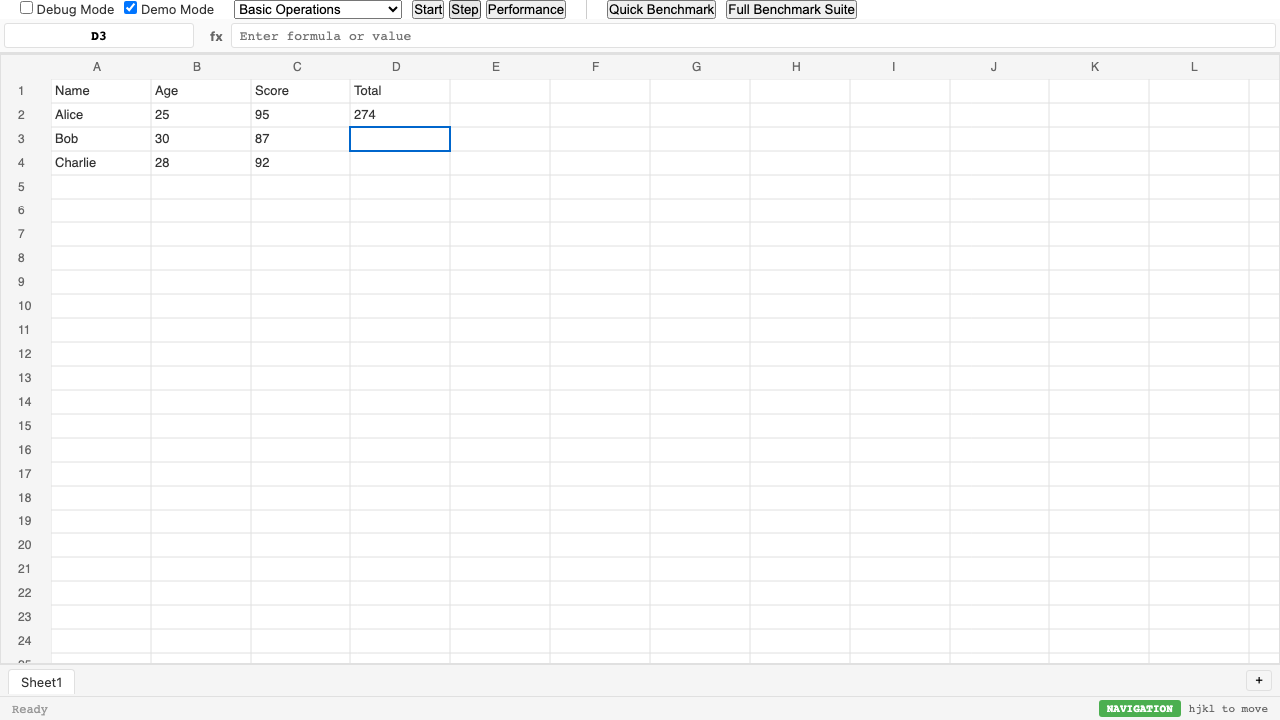 Debug Mode Demo Mode Basic Operations Start Step Performance Quick Benchmark Full Benchmark Suite
D3 fx Enter formula or value
A B C D E F G H I J K L
1 Name Age Score Total
2 Alice 25 95 274
3 Bob 30 87
4 Charlie 28 92
5
6
7
8
9
10
11
12
13
14
15
16
17
18
19
20
21
22
23
24
25
Sheet1 +
Ready NAVIGATION hjkl to move